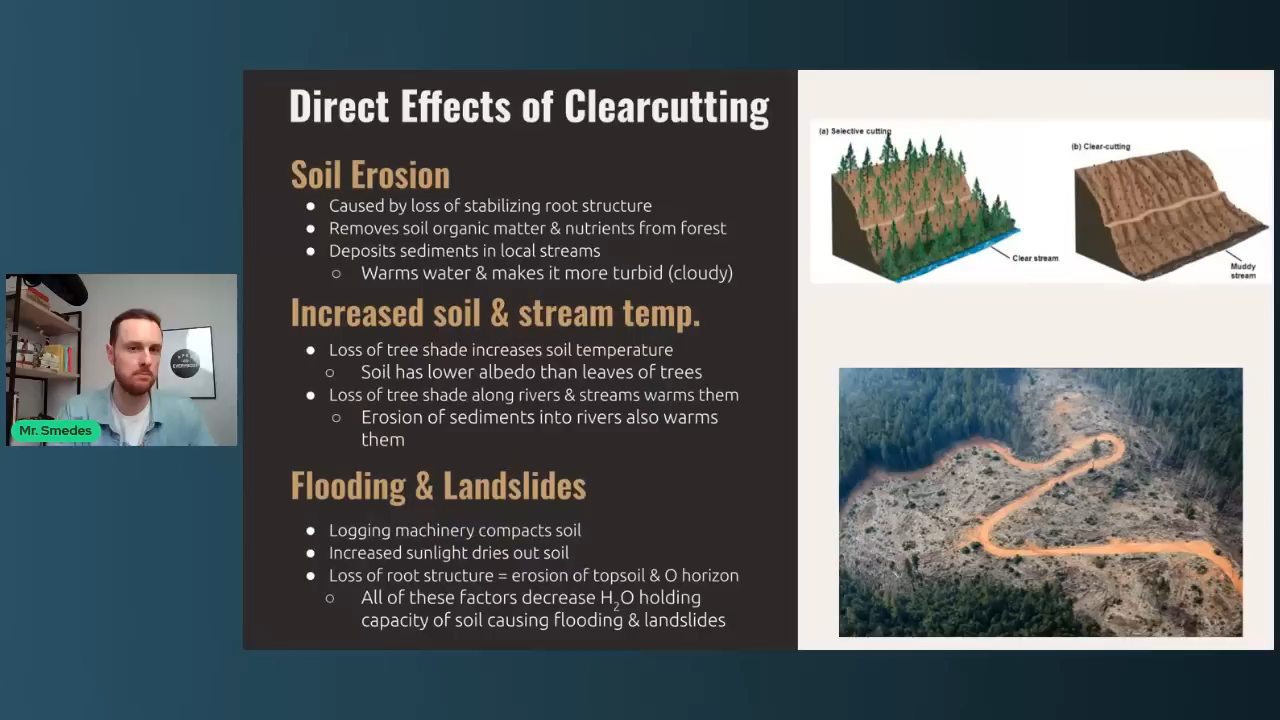 Direct Effects of Clearcutting
Soil Erosion
● Caused by loss of stabilizing root structure
● Removes soil organic matter & nutrients from forest
● Deposits sediments in local streams
○ Warms water & makes it more turbid (cloudy)
Increased soil & stream temp.
● Loss of tree shade increases soil temperature
○ Soil has lower albedo than leaves of trees
● Loss of tree shade along rivers & streams warms them
○ Erosion of sediments into rivers also warms
them
Flooding & Landslides
● Logging machinery compacts soil
● Increased sunlight dries out soil
● Loss of root structure = erosion of topsoil & O horizon
○ All of these factors decrease H₂O holding
capacity of soil causing flooding & landslides
(a) Selective cutting
Clear stream
(b) Clear-cutting
Muddy
stream
Mr. Smedes